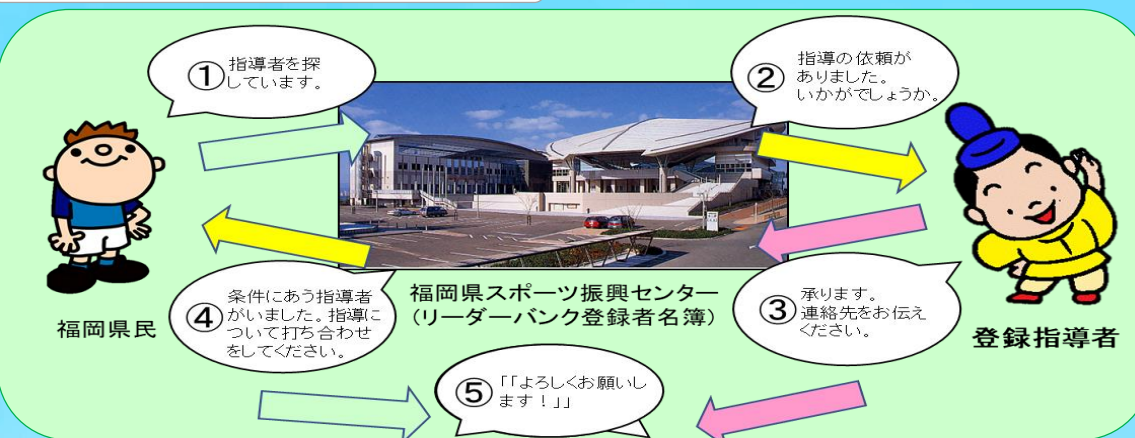 ①指導者を探
しています。
②指導の依頼が
ありました。
いかがでしょうか。
③承ります。
連絡先をお伝え
ください。
④条件にあう指導者
がいました。指導に
ついて打ち合わせ
をしてください。
⑤「「よろしくお願いし
ます！」」
福岡県民
福岡県スポーツ振興センター
（リーダーバンク登録者名簿）
登録指導者